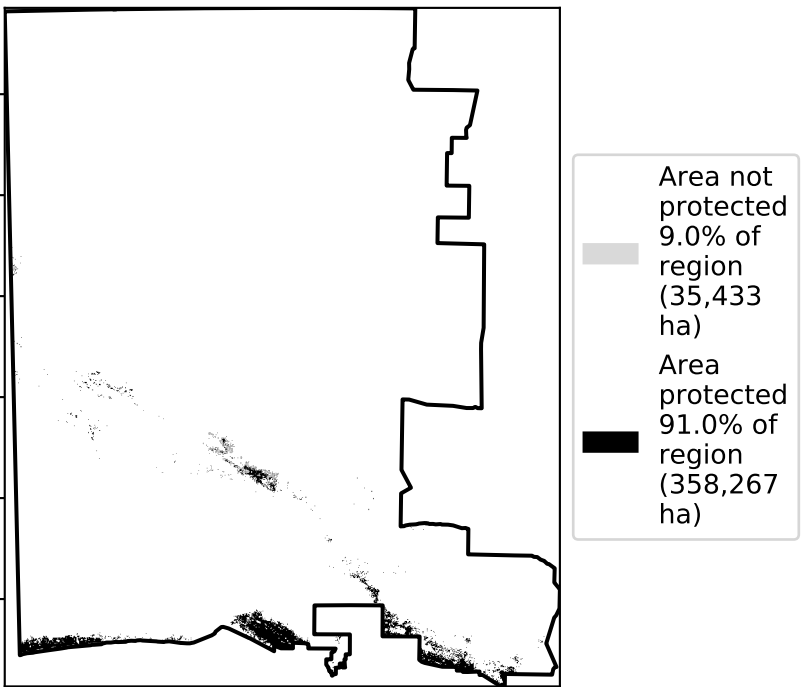 Area not
protected
9.0% of
region
(35,433
ha)
Area
protected
91.0% of
region
(358,267
ha)